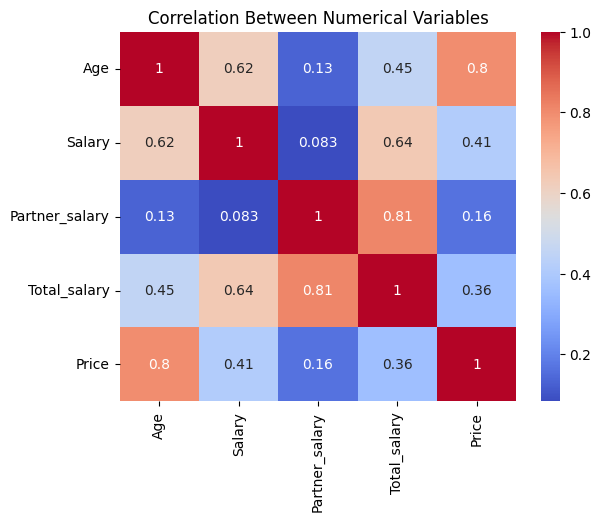 Correlation Between Numerical Variables
Age 1 0.62 0.13 0.45 0.8
Salary 0.62 1 0.083 0.64 0.41
Partner_salary 0.13 0.083 1 0.81 0.16
Total_salary 0.45 0.64 0.81 1 0.36
Price 0.8 0.41 0.16 0.36 1
Age Salary Partner_salary Total_salary Price
1.0
0.8
0.6
0.4
0.2